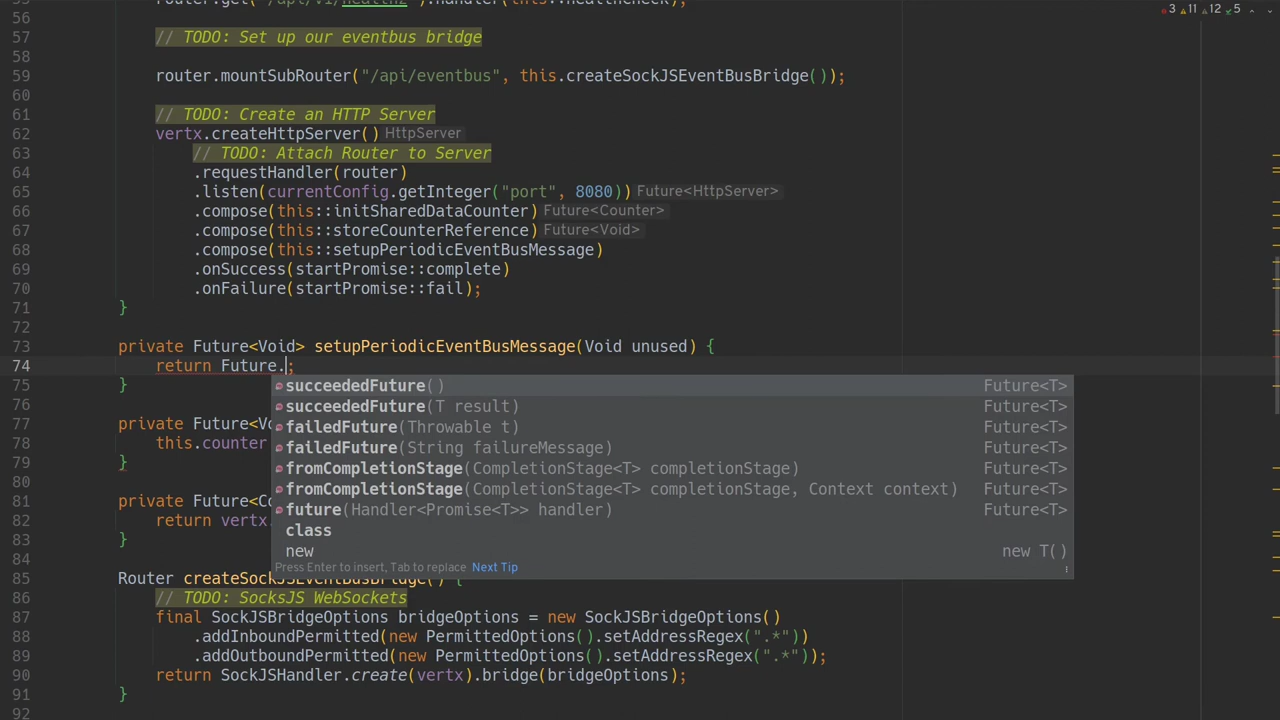 router.get("/api/v1/healthz").handler(this::healthCheck);
3 11 12 5
56
57 // TODO: Set up our eventbus bridge
58
59 router.mountSubRouter("/api/eventbus", this.createSockJSEventBusBridge());
60
61 // TODO: Create an HTTP Server
62 vertx.createHttpServer() HttpServer
63 // TODO: Attach Router to Server
64 .requestHandler(router)
65 .listen(currentConfig.getInteger("port", 8080)) Future<HttpServer>
66 .compose(this::initSharedDataCounter) Future<Counter>
67 .compose(this::storeCounterReference) Future<Void>
68 .compose(this::setupPeriodicEventBusMessage)
69 .onSuccess(startPromise::complete)
70 .onFailure(startPromise::fail);
71 }
72
73 private Future<Void> setupPeriodicEventBusMessage(Void unused) {
74 return Future.;
75 }
succeededFuture() Future<T>
76
succeededFuture(T result) Future<T>
77 private Future<Vo
failedFuture(Throwable t) Future<T>
78 this.counter
failedFuture(String failureMessage) Future<T>
79 }
fromCompletionStage(CompletionStage<T> completionStage) Future<T>
80
fromCompletionStage(CompletionStage<T> completionStage, Context context) Future<T>
81 private Future<Co
future(Handler<Promise<T>> handler) Future<T>
82 return vertx.
class
83 }
new new T()
84
Press Enter to insert, Tab to replace Next Tip
85 Router createSockJSEventBusBridge() {
86 // TODO: SocksJS WebSockets
87 final SockJSBridgeOptions bridgeOptions = new SockJSBridgeOptions()
88 .addInboundPermitted(new PermittedOptions().setAddressRegex(".*"))
89 .addOutboundPermitted(new PermittedOptions().setAddressRegex(".*"));
90 return SockJSHandler.create(vertx).bridge(bridgeOptions);
91 }
92